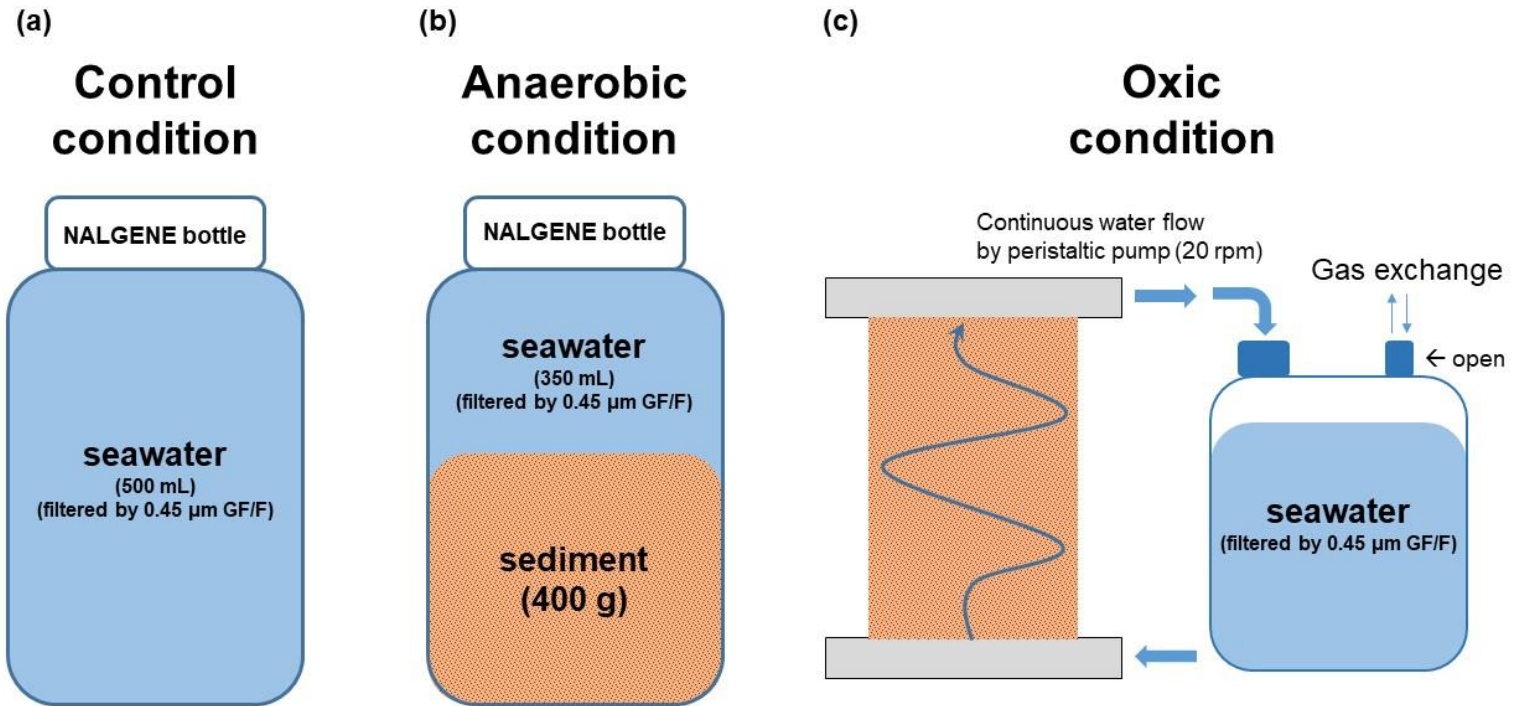 (a)
Control
condition
NALGENE bottle
seawater
(500 mL)
(filtered by 0.45 µm GF/F)
(b)
Anaerobic
condition
NALGENE bottle
seawater
(350 mL)
(filtered by 0.45 µm GF/F)
sediment
(400 g)
(c)
Oxic
condition
Continuous water flow
by peristaltic pump (20 rpm)
Gas exchange
← open
seawater
(filtered by 0.45 µm GF/F)